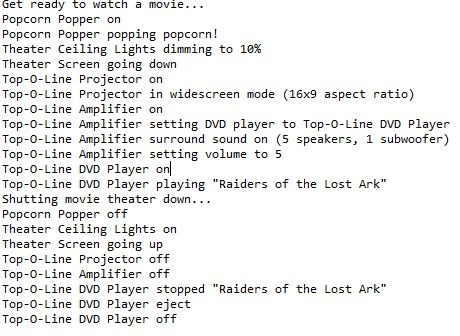 Get ready to watch a movie...
Popcorn Popper on
Popcorn Popper popping popcorn!
Theater Ceiling Lights dimming to 10%
Theater Screen going down
Top-O-Line Projector on
Top-O-Line Projector in widescreen mode (16x9 aspect ratio)
Top-O-Line Amplifier on
Top-O-Line Amplifier setting DVD player to Top-O-Line DVD Player
Top-O-Line Amplifier surround sound on (5 speakers, 1 subwoofer)
Top-O-Line Amplifier setting volume to 5
Top-O-Line DVD Player on
Top-O-Line DVD Player playing "Raiders of the Lost Ark"
Shutting movie theater down...
Popcorn Popper off
Theater Ceiling Lights on
Theater Screen going up
Top-O-Line Projector off
Top-O-Line Amplifier off
Top-O-Line DVD Player stopped "Raiders of the Lost Ark"
Top-O-Line DVD Player eject
Top-O-Line DVD Player off